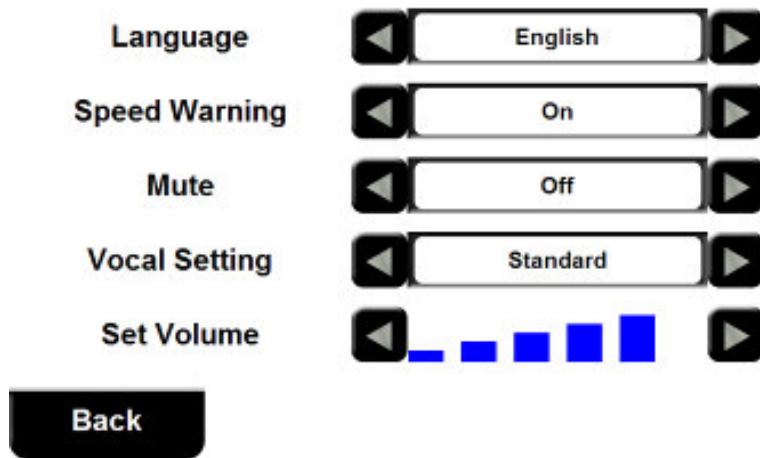 Language English
Speed Warning On
Mute Off
Vocal Setting Standard
Set Volume
Back